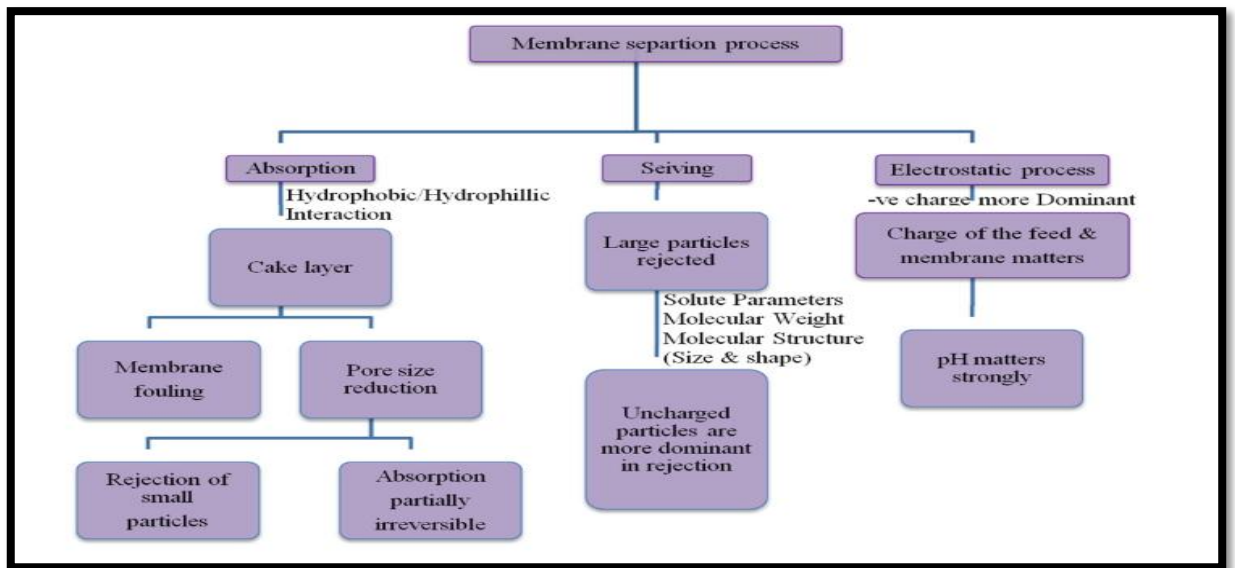 Membrane separtion process
Absorption
Seiving
Electrostatic process
Hydrophobic/Hydrophillic
Interaction
-ve charge more Dominant
Cake layer
Large particles
rejected
Charge of the feed &
membrane matters
Solute Parameters
Molecular Weight
Molecular Structure
(Size & shape)
Membrane
fouling
Pore size
reduction
pH matters
strongly
Uncharged
particles are
more dominant
in rejection
Rejection of
small
particles
Absorption
partially
irreversible